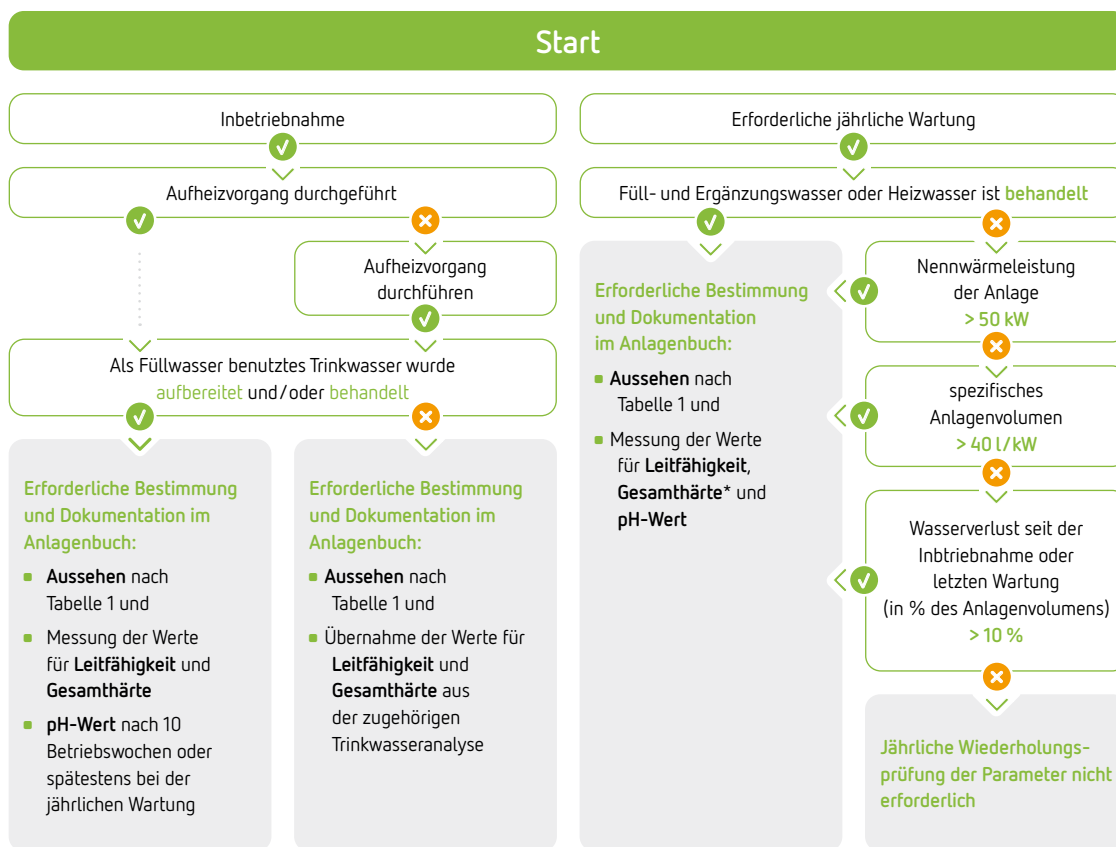 Start
Inbetriebnahme
Aufheizvorgang durchgeführt
Aufheizvorgang
durchführen
Als Füllwasser benutztes Trinkwasser wurde
aufbereitet und/oder behandelt
Erforderliche Bestimmung
und Dokumentation im
Anlagenbuch:
▪ Aussehen nach
Tabelle 1 und
▪ Messung der Werte
für Leitfähigkeit und
Gesamthärte
▪ pH-Wert nach 10
Betriebswochen oder
spätestens bei der
jährlichen Wartung
Erforderliche Bestimmung
und Dokumentation im
Anlagenbuch:
▪ Aussehen nach
Tabelle 1 und
▪ Übernahme der Werte für
Leitfähigkeit und
Gesamthärte aus
der zugehörigen
Trinkwasseranalyse
Erforderliche jährliche Wartung
Füll- und Ergänzungswasser oder Heizwasser ist behandelt
Erforderliche Bestimmung
und Dokumentation
im Anlagenbuch:
▪ Aussehen nach
Tabelle 1 und
▪ Messung der Werte
für Leitfähigkeit,
Gesamthärte* und
pH-Wert
Nennwärmeleistung
der Anlage
> 50 kW
spezifisches
Anlagenvolumen
> 40 l/kW
Wasserverlust seit der
Inbtriebnahme oder
letzten Wartung
(in % des Anlagenvolumens)
> 10 %
Jährliche Wiederholungs-
prüfung der Parameter nicht
erforderlich